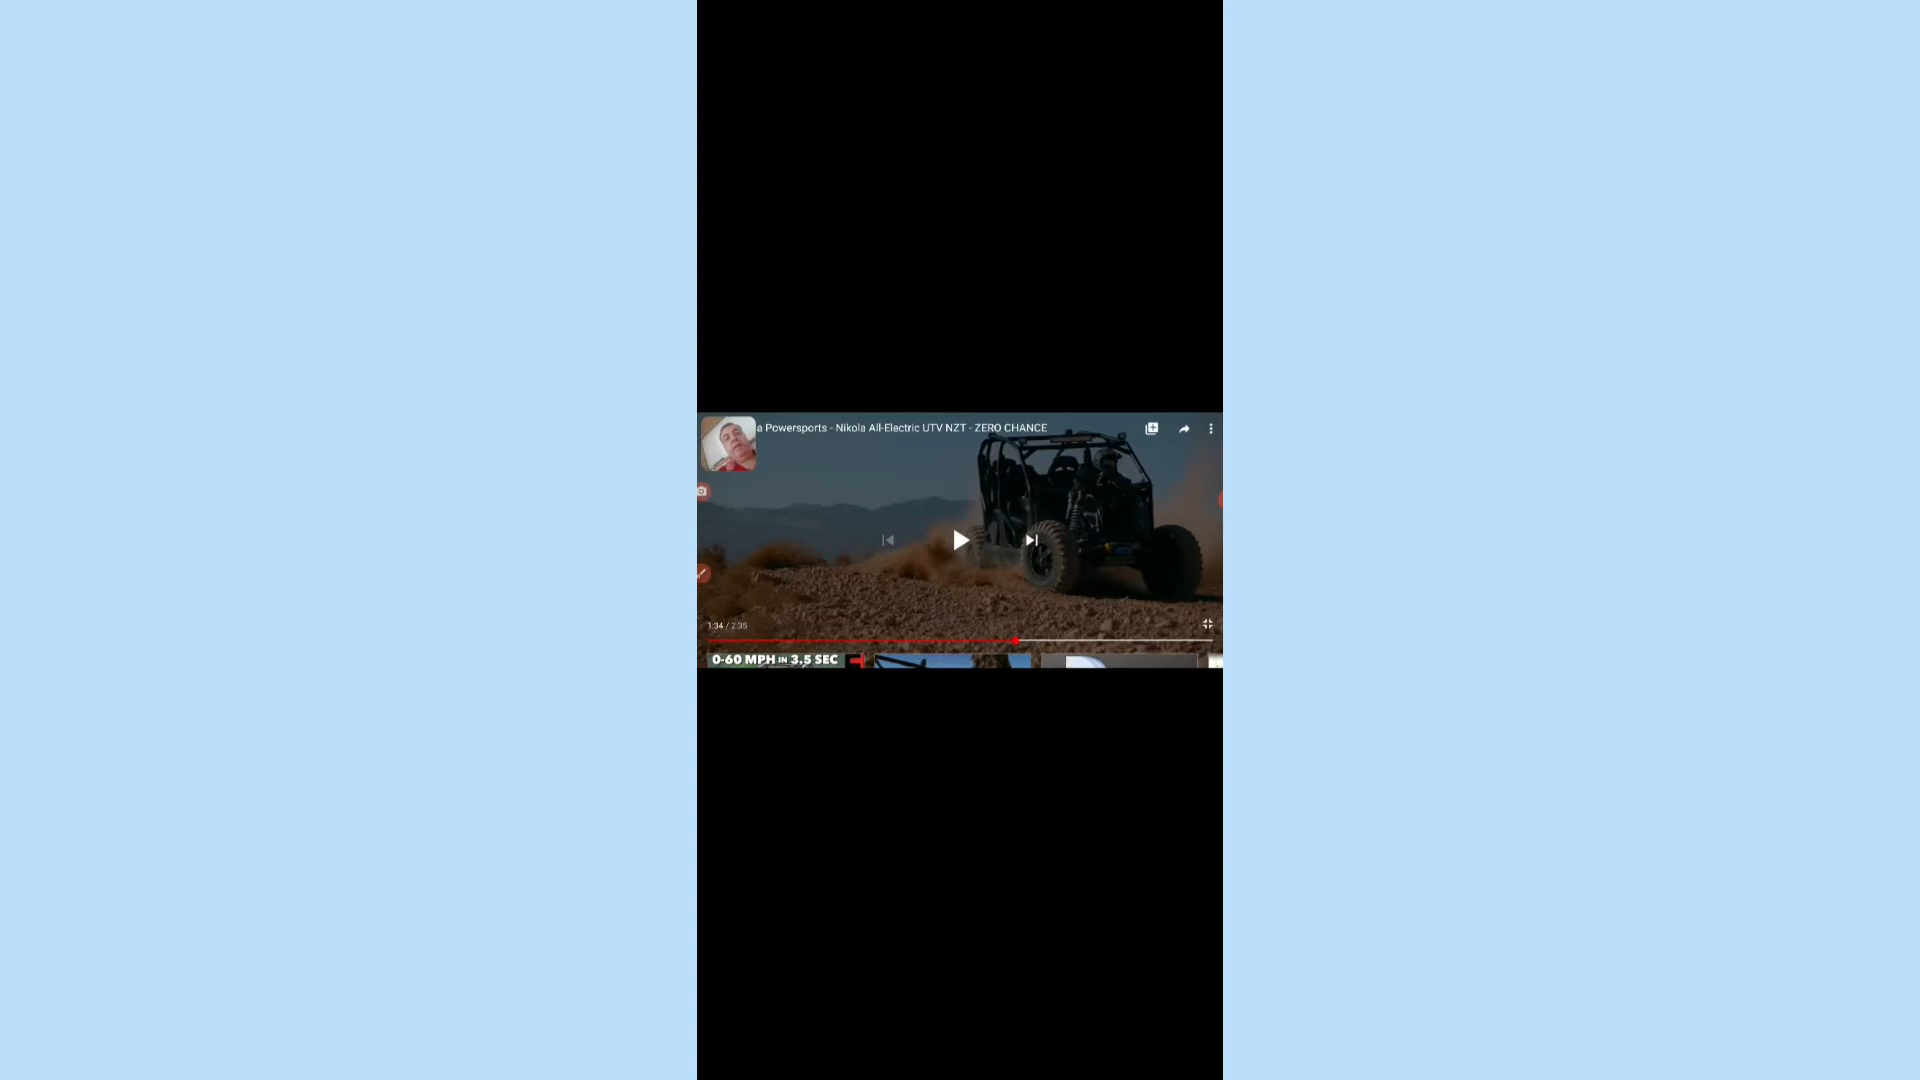 a Powersports - Nikola All-Electric UTV NZT - ZERO CHANCE
1:34 / 2:35
0-60 MPH IN 3.5 SEC